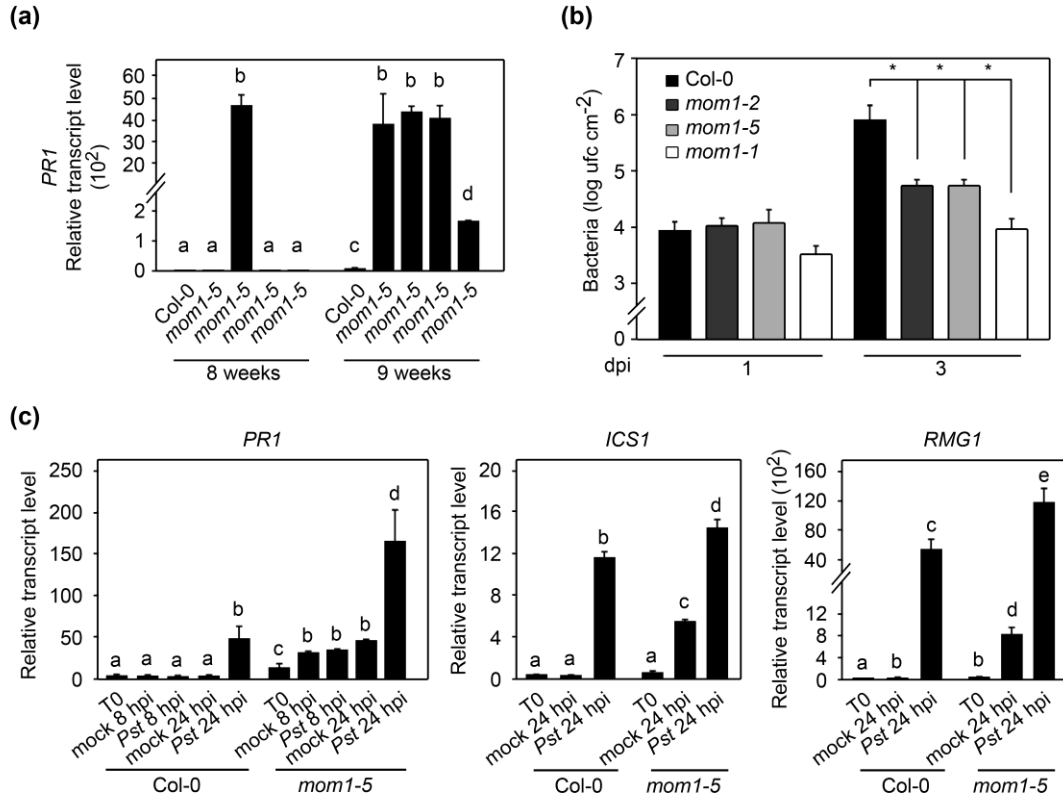 (a)
PR1
Relative transcript level
(10²)
60
50
40
30
20
10
2
1
0
a a b a a
c b b b d
Col-0
mom1-5
mom1-5
mom1-5
mom1-5
Col-0
mom1-5
mom1-5
mom1-5
mom1-5
8 weeks
9 weeks
(b)
Bacteria (log ufc cm⁻²)
7
6
5
4
3
0
Col-0
mom1-2
mom1-5
mom1-1
* * *
dpi 1 3
(c)
PR1
Relative transcript level
250
200
150
100
50
0
a a a a b c b b b d
T0
mock 8 hpi
Pst 8 hpi
mock 24 hpi
Pst 24 hpi
T0
mock 8 hpi
Pst 8 hpi
mock 24 hpi
Pst 24 hpi
Col-0
mom1-5
ICS1
Relative transcript level
20
16
12
8
4
0
a a b a c d
T0
mock 24 hpi
Pst 24 hpi
T0
mock 24 hpi
Pst 24 hpi
Col-0
mom1-5
RMG1
Relative transcript level (10²)
160
120
80
40
12
8
4
0
a b c b d e
T0
mock 24 hpi
Pst 24 hpi
T0
mock 24 hpi
Pst 24 hpi
Col-0
mom1-5